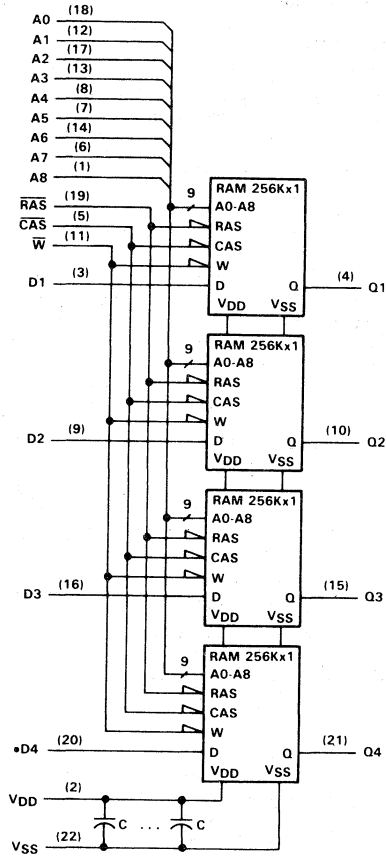 A0 (18)
A1 (12)
A2 (17)
A3 (13)
A4 (8)
A5 (7)
A6 (14)
A7 (6)
A8 (1)
RAS (19)
CAS (5)
W (11)
D1 (3)
RAM 256Kx1
9 A0-A8
RAS
CAS
W
D Q (4) Q1
VDD VSS
RAM 256Kx1
9 A0-A8
RAS
CAS
W
D2 (9) D Q (10) Q2
VDD VSS
RAM 256Kx1
9 A0-A8
RAS
CAS
W
D3 (16) D Q (15) Q3
VDD VSS
RAM 256Kx1
9 A0-A8
RAS
CAS
W
•D4 (20) D Q (21) Q4
VDD VSS
VDD (2)
C ... C
VSS (22)